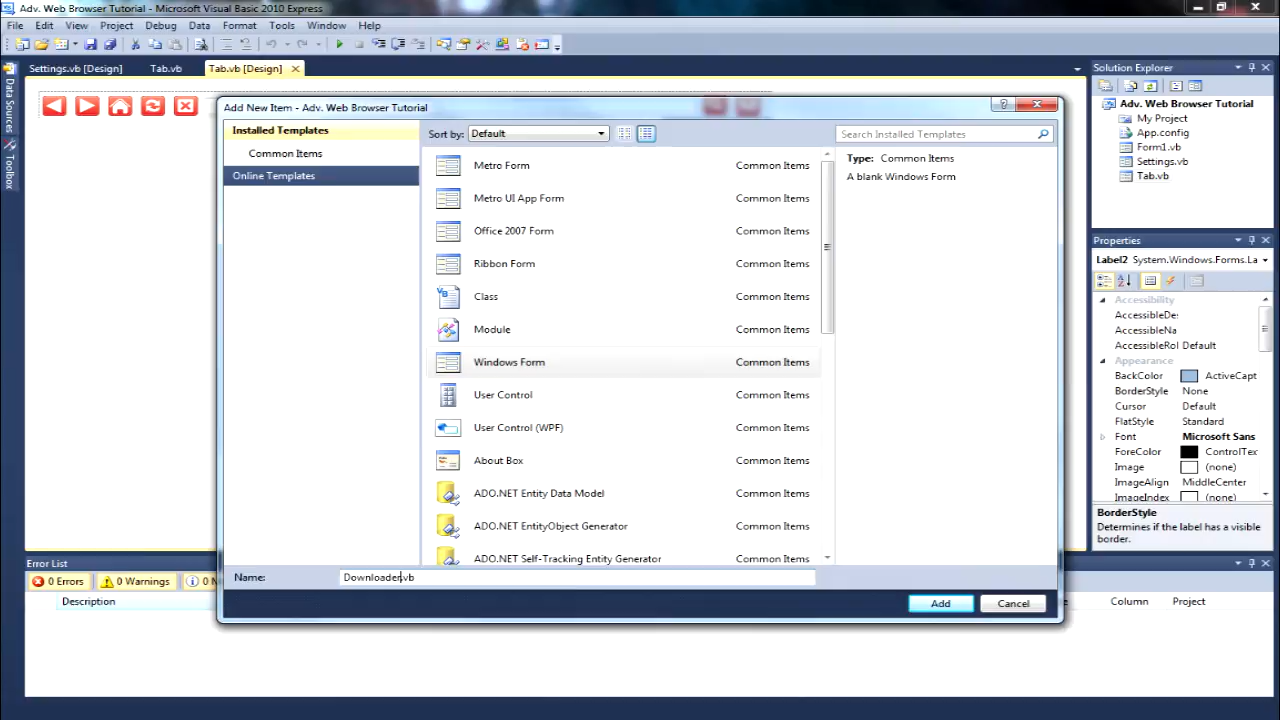 Adv. Web Browser Tutorial - Microsoft Visual Basic 2010 Express
File Edit View Project Debug Data Format Tools Window Help
Settings.vb [Design] Tab.vb Tab.vb [Design]
Data Sources
Toolbox
Add New Item - Adv. Web Browser Tutorial
Installed Templates
Common Items
Online Templates
Sort by: Default
Search Installed Templates
Metro Form Common Items
Metro UI App Form Common Items
Office 2007 Form Common Items
Ribbon Form Common Items
Class Common Items
Module Common Items
Windows Form Common Items
User Control Common Items
User Control (WPF) Common Items
About Box Common Items
ADO.NET Entity Data Model Common Items
ADO.NET EntityObject Generator Common Items
ADO.NET Self-Tracking Entity Generator Common Items
Type: Common Items
A blank Windows Form
Name: Downloader.vb
Add Cancel
Solution Explorer
Adv. Web Browser Tutorial
My Project
App.config
Form1.vb
Settings.vb
Tab.vb
Properties
Label2 System.Windows.Forms.La
Accessibility
AccessibleDe
AccessibleNa
AccessibleRol Default
Appearance
BackColor ActiveCapt
BorderStyle None
Cursor Default
FlatStyle Standard
Font Microsoft Sans
ForeColor ControlTex
Image (none)
ImageAlign MiddleCenter
ImageIndex (none)
BorderStyle
Determines if the label has a visible
border.
Error List
0 Errors 0 Warnings 0
Description Column Project